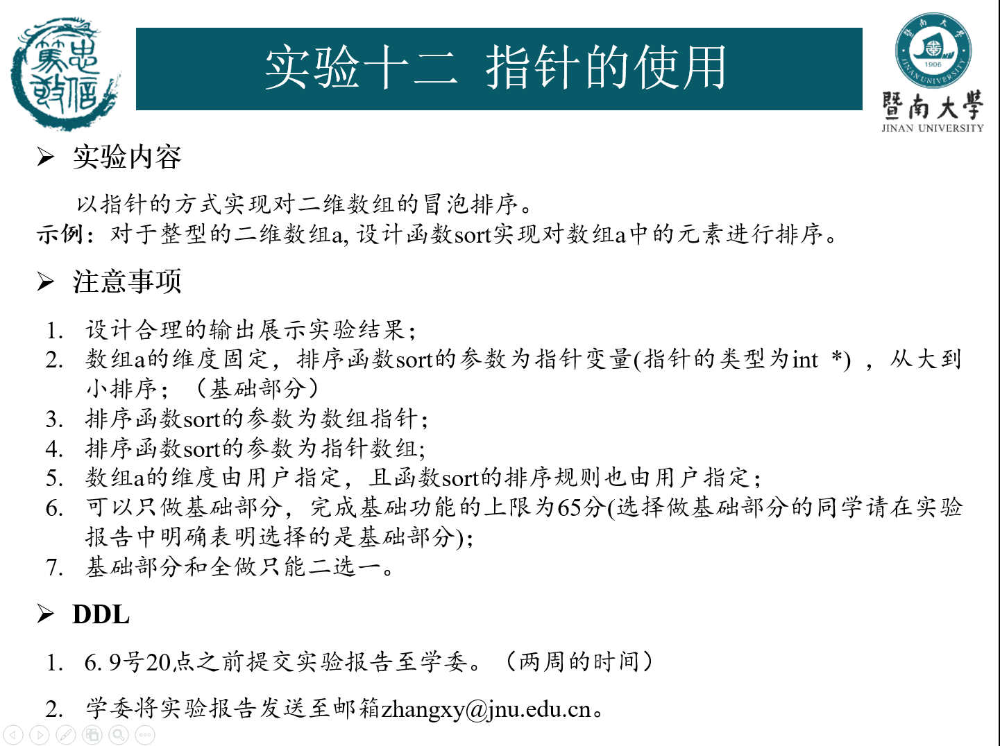 实验十二 指针的使用
忠信笃敬
暨南大学
JINAN UNIVERSITY
1906
暨南大学
JINAN UNIVERSITY
➢ 实验内容
以指针的方式实现对二维数组的冒泡排序。
示例：对于整型的二维数组a, 设计函数sort实现对数组a中的元素进行排序。
➢ 注意事项
1. 设计合理的输出展示实验结果；
2. 数组a的维度固定，排序函数sort的参数为指针变量(指针的类型为int *) ，从大到
小排序；（基础部分）
3. 排序函数sort的参数为数组指针；
4. 排序函数sort的参数为指针数组;
5. 数组a的维度由用户指定，且函数sort的排序规则也由用户指定；
6. 可以只做基础部分，完成基础功能的上限为65分(选择做基础部分的同学请在实验
报告中明确表明选择的是基础部分)；
7. 基础部分和全做只能二选一。
➢ DDL
1. 6. 9号20点之前提交实验报告至学委。（两周的时间）
2. 学委将实验报告发送至邮箱zhangxy@jnu.edu.cn。